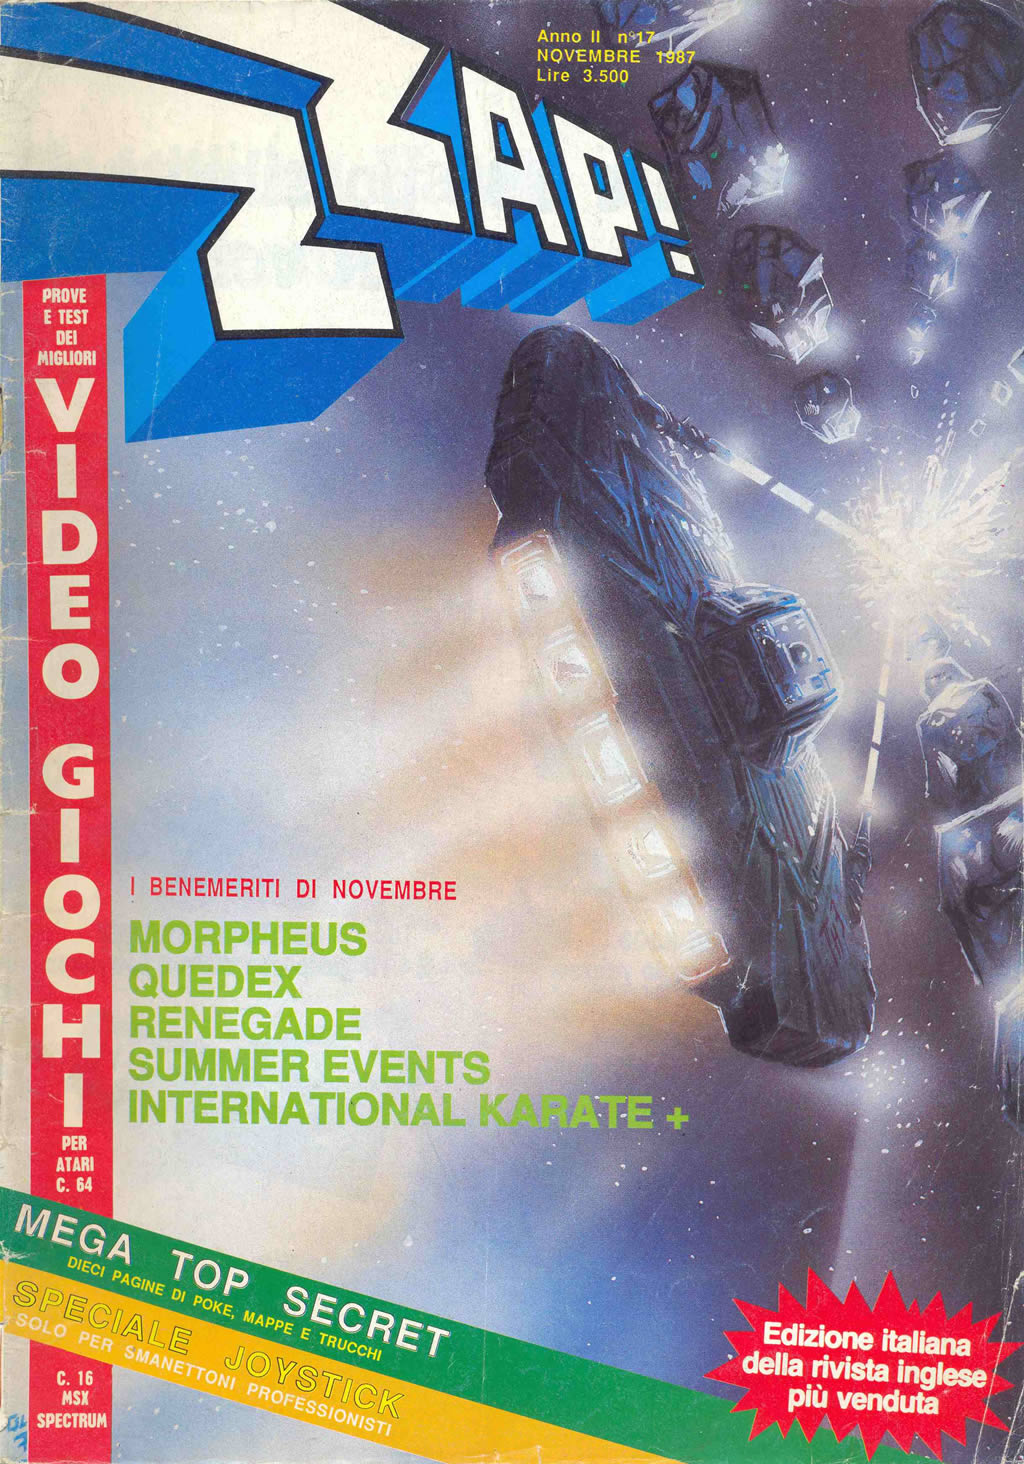 Anno II n°17
NOVEMBRE 1987
Lire 3.500
ZZAP!
PROVE
E TEST
DEI
MIGLIORI
VIDEO GIOCHI
PER
ATARI
C. 64
C. 16
MSX
SPECTRUM
I BENEMERITI DI NOVEMBRE
MORPHEUS
QUEDEX
RENEGADE
SUMMER EVENTS
INTERNATIONAL KARATE +
MEGA TOP SECRET
DIECI PAGINE DI POKE, MAPPE E TRUCCHI
SPECIALE JOYSTICK
SOLO PER SMANETTONI PROFESSIONISTI
Edizione italiana
della rivista inglese
più venduta